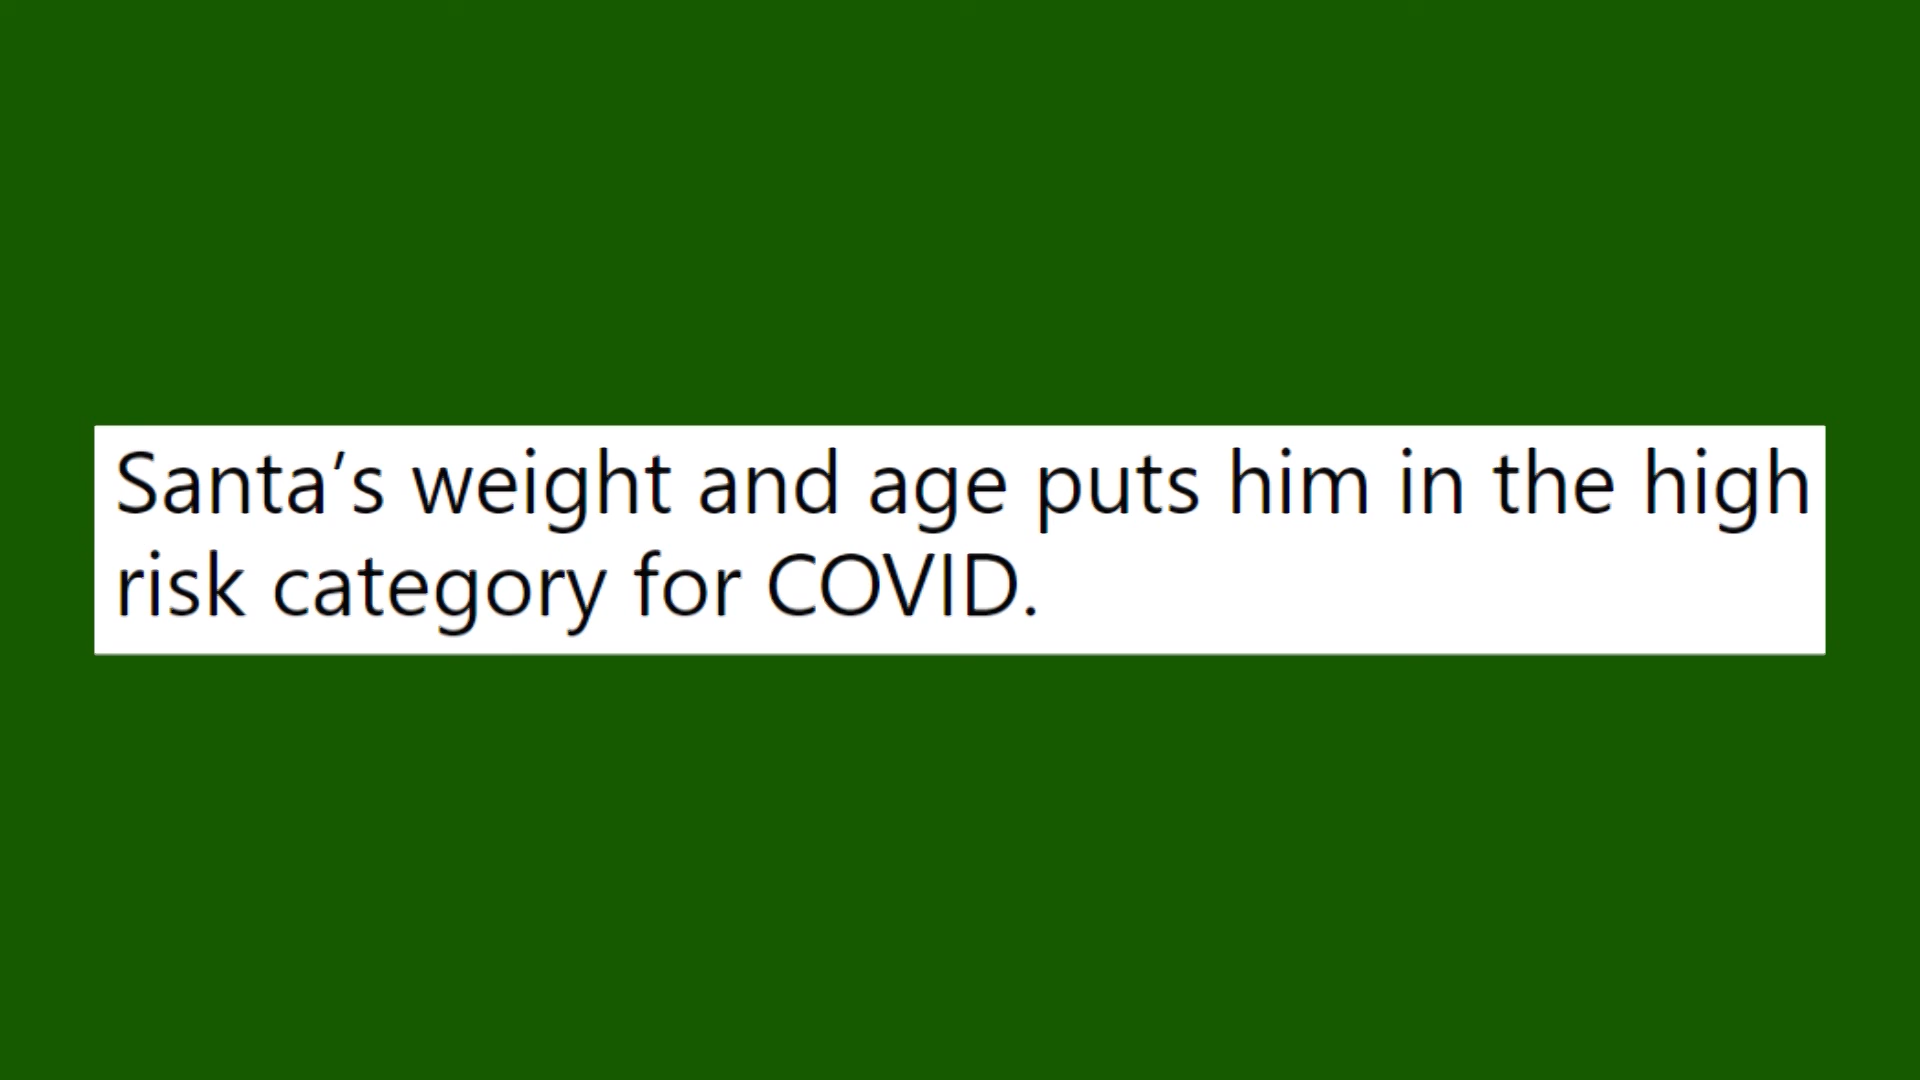 Santa’s weight and age puts him in the high
risk category for COVID.